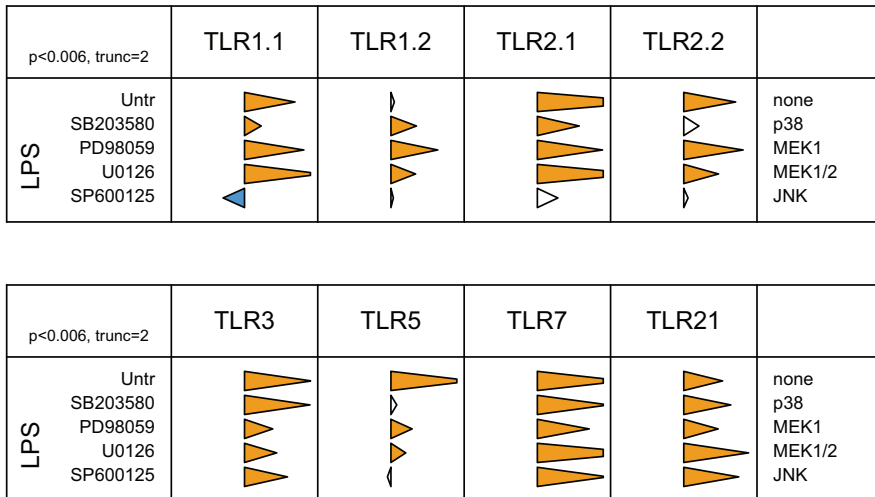 p<0.006, trunc=2 TLR1.1 TLR1.2 TLR2.1 TLR2.2
LPS
Untr none
SB203580 p38
PD98059 MEK1
U0126 MEK1/2
SP600125 JNK
p<0.006, trunc=2 TLR3 TLR5 TLR7 TLR21
LPS
Untr none
SB203580 p38
PD98059 MEK1
U0126 MEK1/2
SP600125 JNK